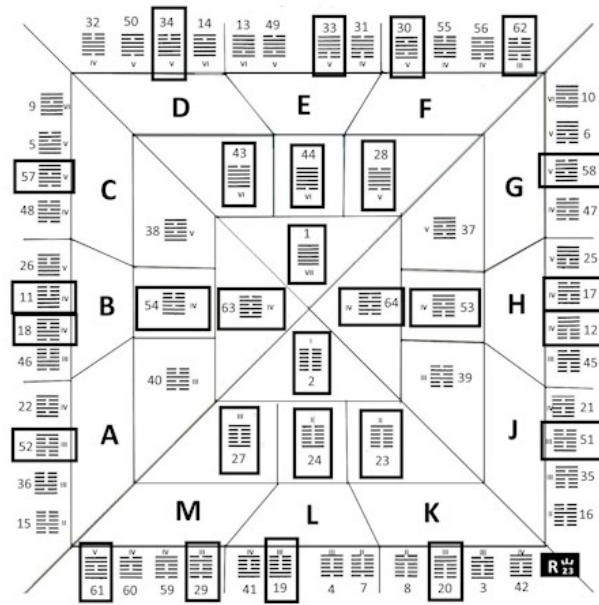 32 50 34 14 13 49 33 31 30 55 56 62
IV V V VI VI V V IV V IV IV III
D E F
9 VI VI 10
43 44 28
5 V V 6
VI VI V
57 V C G V 58
48 IV 38 V V 37 IV 47
1
VII
26 V V 25
11 IV B 54 IV 63 IV IV 64 IV 53 H IV 17
18 IV IV 12
I
46 III 2 III 45
40 III III 39
22 IV IV 21
III II II
52 III A J III 51
27 24 23
36 III III 35
15 II M L K II 16
V IV IV III IV III III II II III III IV
61 60 59 29 41 19 4 7 8 20 3 42
R 23